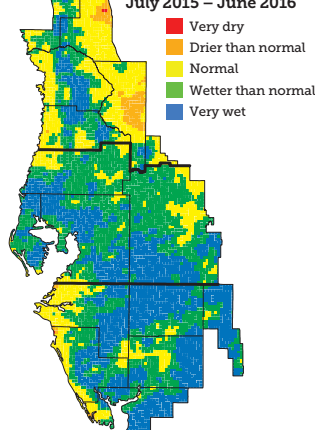 July 2015 – June 2016
Very dry
Drier than normal
Normal
Wetter than normal
Very wet